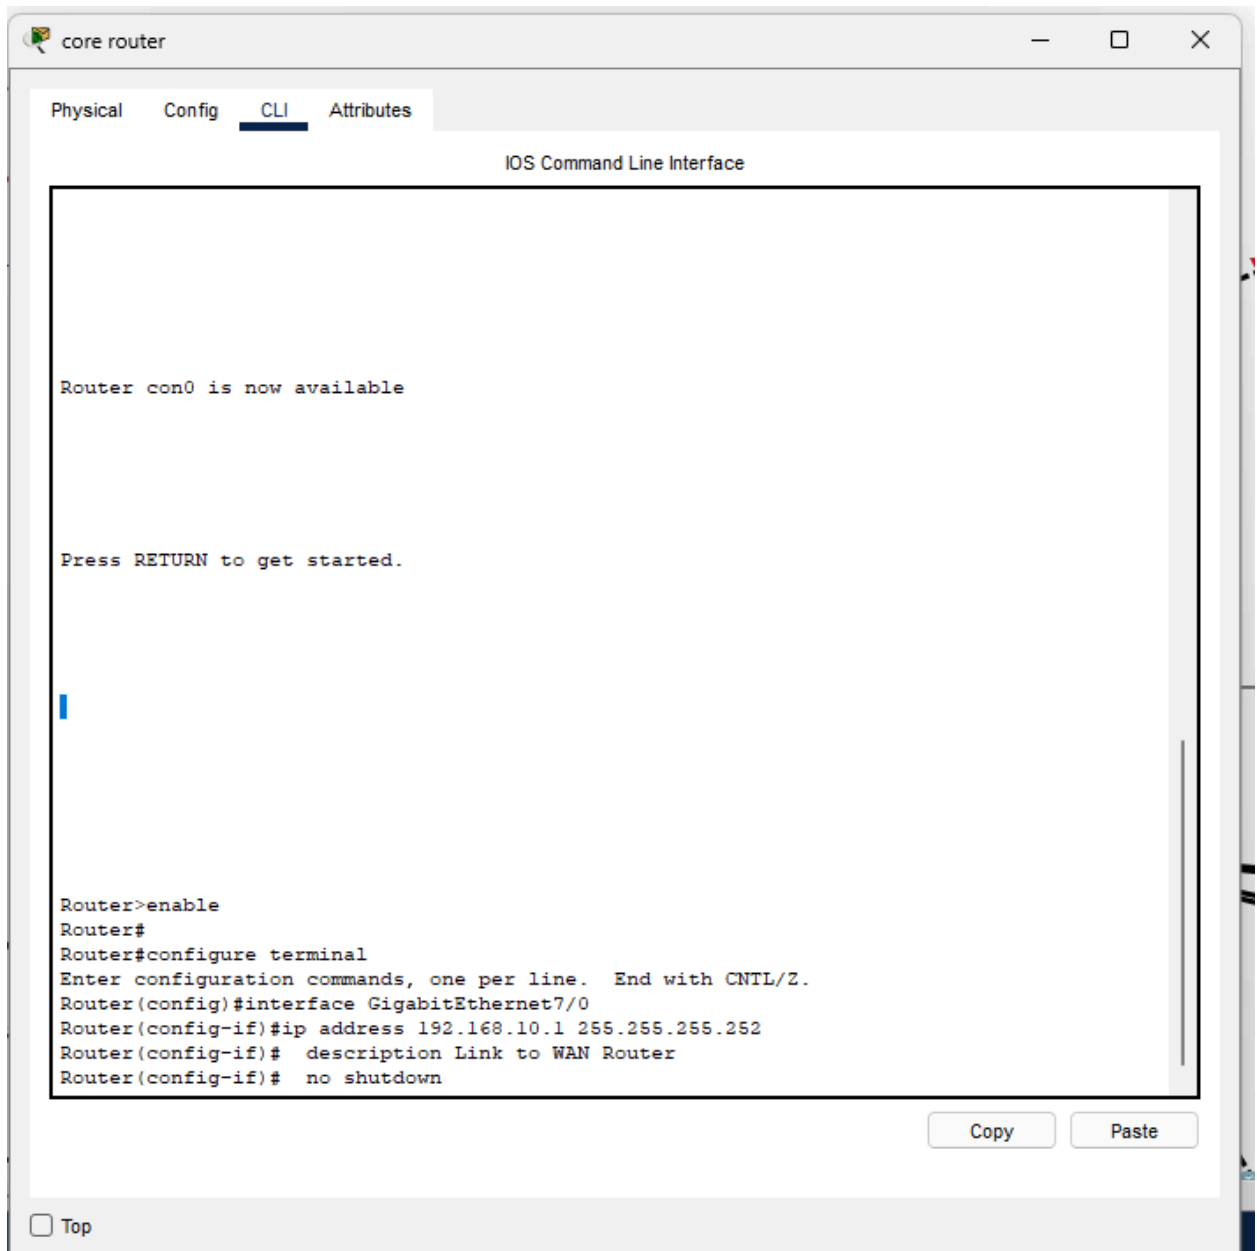 core router
Physical Config CLI Attributes
IOS Command Line Interface
Router con0 is now available
Press RETURN to get started.
Router>enable
Router#
Router#configure terminal
Enter configuration commands, one per line.  End with CNTL/Z.
Router(config)#interface GigabitEthernet7/0
Router(config-if)#ip address 192.168.10.1 255.255.255.252
Router(config-if)#  description Link to WAN Router
Router(config-if)#  no shutdown
Copy Paste
Top